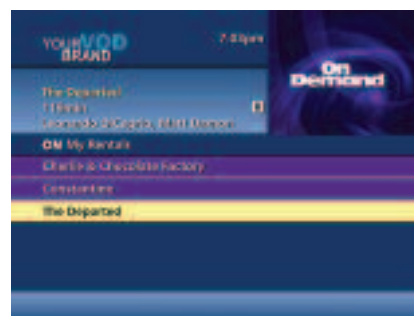 YOUR VOD
BRAND
7:03pm
On
Demand
The Departed
Leonardo DiCaprio, Matt Damon
ON My Rentals
Charlie & Chocolate Factory
Constantine
The Departed